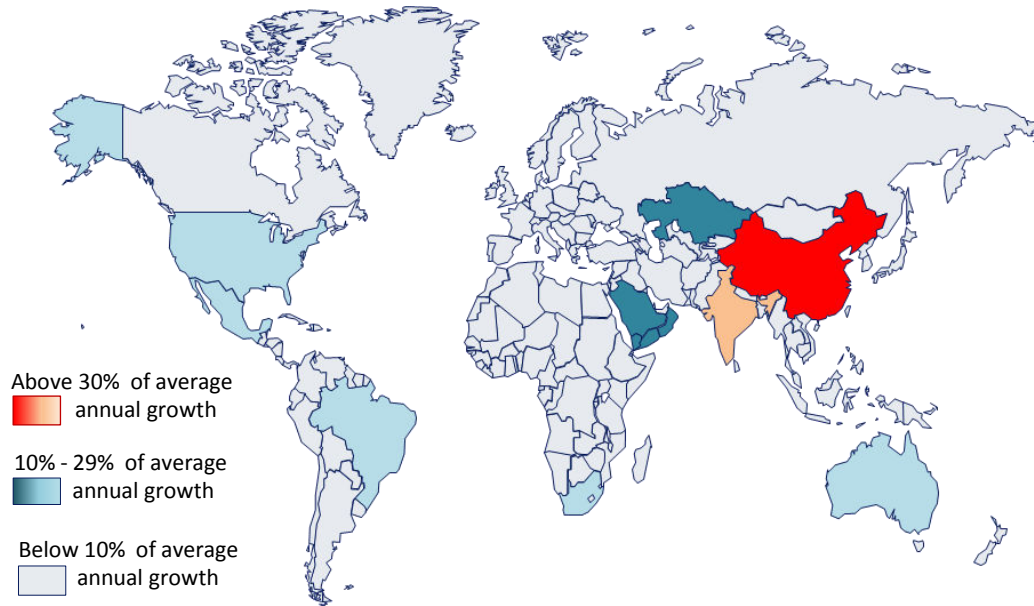 Above 30% of average
annual growth
10% - 29% of average
annual growth
Below 10% of average
annual growth